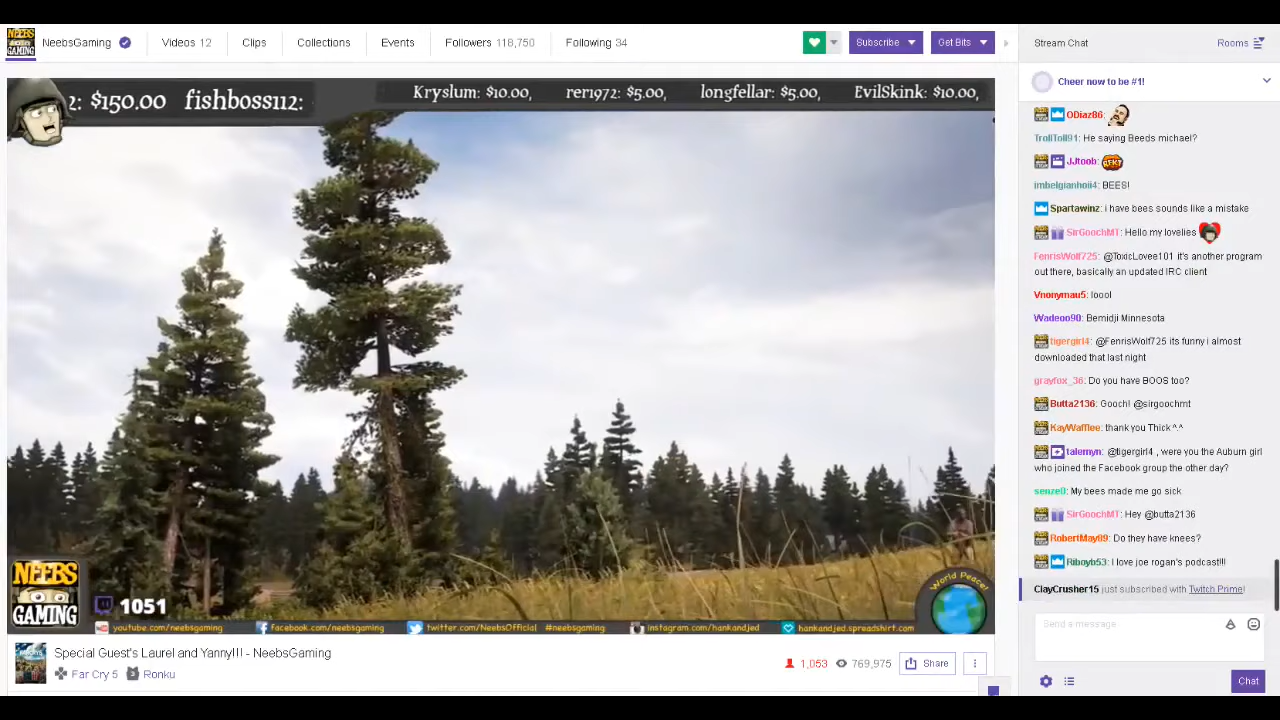 NeebsGaming
Videos 12
Clips
Collections
Events
Followers 118,750
Following 34
Subscribe
Get Bits
Stream Chat
Rooms
Cheer now to be #1!
2: $150.00 fishboss112:
Kryslum: $10.00, rer1972: $5.00, longfellar: $5.00, EvilSkink: $10.00,
ODiaz86:
TrollToll91: He saying Beeds michael?
JJtoob:
imbelgianhoii4: BEES!
Spartawinz: i have bees sounds like a mistake
SirGoochMT: Hello my lovelies
FenrisWolf725: @ToxicLovee101 it's another program
out there, basically an updated IRC client
Vnonymau5: loool
Wadeoo90: Bemidji Minnesota
tigergirl4: @FenrisWolf725 its funny i almost
downloaded that last night
grayfox_36: Do you have BOOS too?
Butta2136: Gooch! @sirgoochmt
KayWafflee: thank you Thick ^.^
talemyn: @tigergirl4 , were you the Auburn girl
who joined the Facebook group the other day?
senze0: My bees made me go sick
SirGoochMT: Hey @butta2136
RobertMay89: Do they have knees?
Riboyb53: I love joe rogan's podcast!!!
ClayCrusher15 just subscribed with Twitch Prime!
Send a message
Chat
NEEBS
GAMING
1051
World Peace!
youtube.com/neebsgaming
facebook.com/neebsgaming
twitter.com/NeebsOfficial #neebsgaming
instagram.com/hankandjed
hankandjed.spreadshirt.com
Special Guest's Laurel and Yanny!!! - NeebsGaming
Far Cry 5
Ronku
1,053
769,975
Share